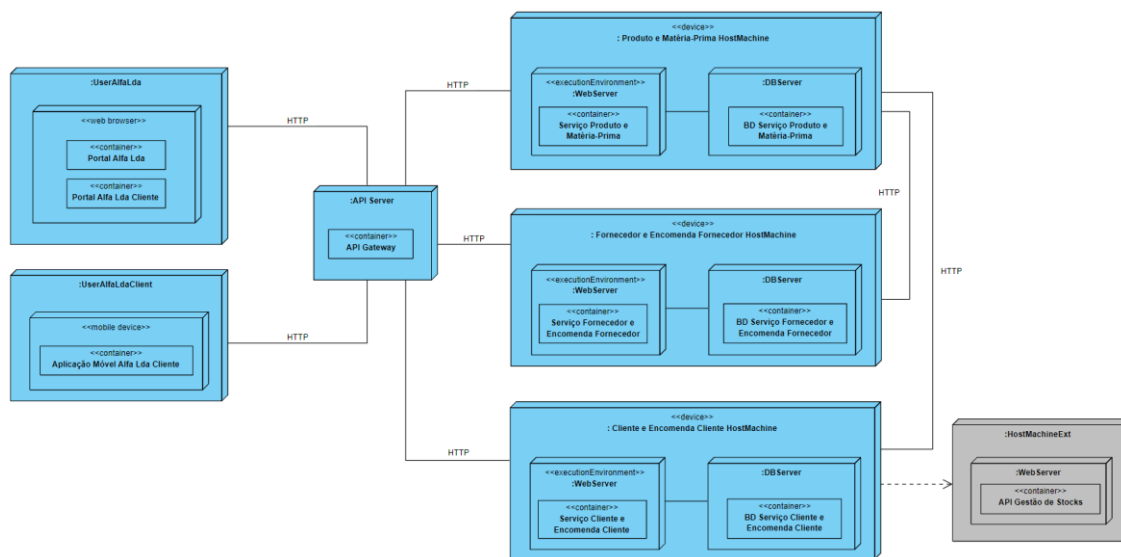 :UserAlfaLda
<<web browser>>
<<container>>
Portal Alfa Lda
<<container>>
Portal Alfa Lda Cliente
HTTP
:UserAlfaLdaClient
<<mobile device>>
<<container>>
Aplicação Móvel Alfa Lda Cliente
HTTP
:API Server
<<container>>
API Gateway
HTTP
HTTP
HTTP
<<device>>
: Produto e Matéria-Prima HostMachine
<<executionEnvironment>>
:WebServer
<<container>>
Serviço Produto e
Matéria-Prima
:DBServer
<<container>>
BD Serviço Produto e
Matéria-Prima
<<device>>
: Fornecedor e Encomenda Fornecedor HostMachine
<<executionEnvironment>>
:WebServer
<<container>>
Serviço Fornecedor e
Encomenda Fornecedor
:DBServer
<<container>>
BD Serviço Fornecedor e
Encomenda Fornecedor
<<device>>
: Cliente e Encomenda Cliente HostMachine
<<executionEnvironment>>
:WebServer
<<container>>
Serviço Cliente e
Encomenda Cliente
:DBServer
<<container>>
BD Serviço Cliente e
Encomenda Cliente
HTTP
HTTP
:HostMachineExt
:WebServer
<<container>>
API Gestão de Stocks